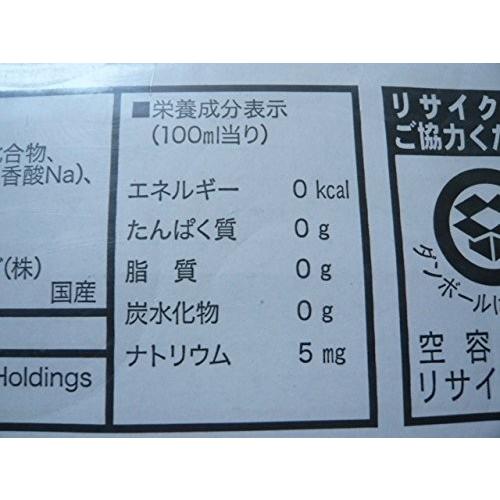 合物、
香酸Na)、
(株)
国産
Holdings
■栄養成分表示
(100ml当り)
エネルギー 0 kcal
たんぱく質 0 g
脂 質 0 g
炭水化物 0 g
ナトリウム 5 mg
リサイク
ご協力くだ
ダンボール
空 容
リサイ